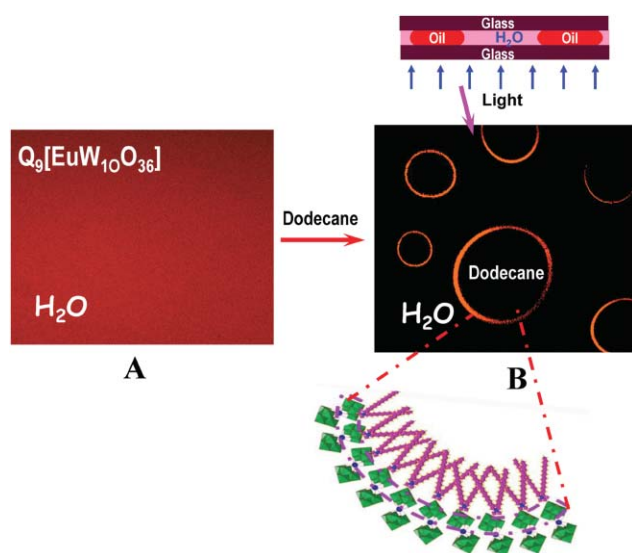 Glass
Oil H₂O Oil
Glass
Light
Q₉[EuW₁₀O₃₆]
Dodecane
Dodecane
H₂O
H₂O
A
B